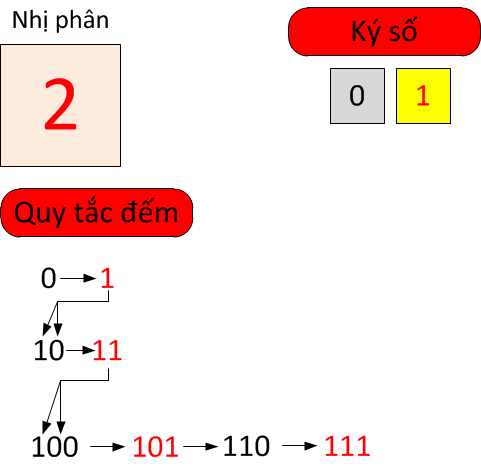 Nhị phân
2
Ký số
0 1
Quy tắc đếm
0 1
10 11
100 101 110 111